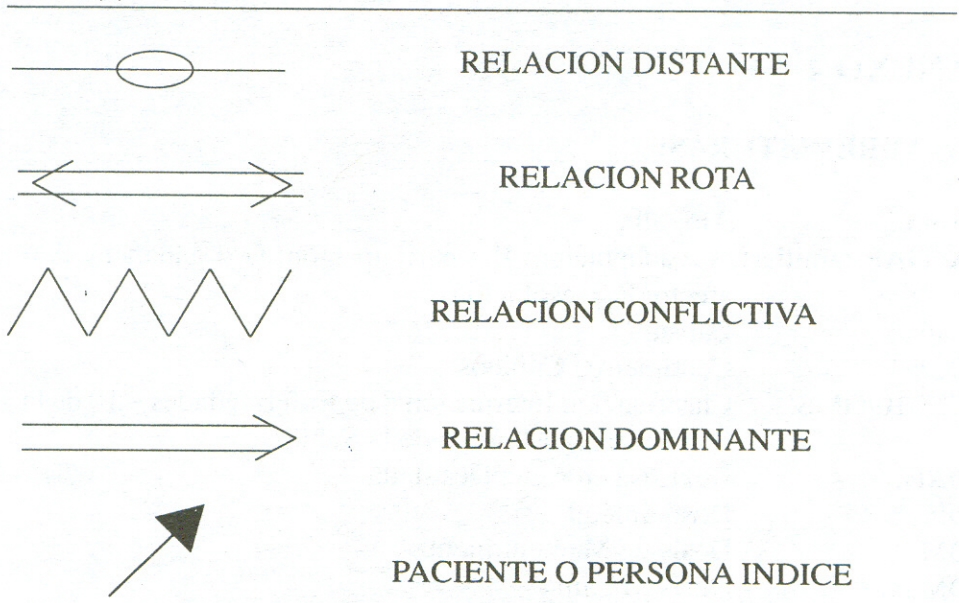 RELACION DISTANTE
RELACION ROTA
RELACION CONFLICTIVA
RELACION DOMINANTE
PACIENTE O PERSONA INDICE